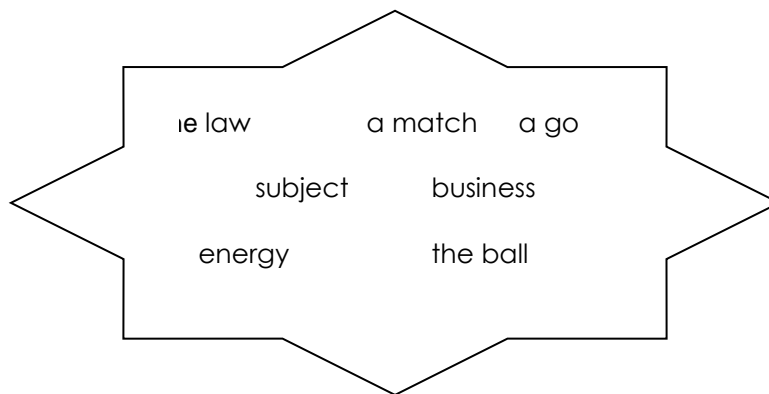 law a match a go
subject business
energy the ball